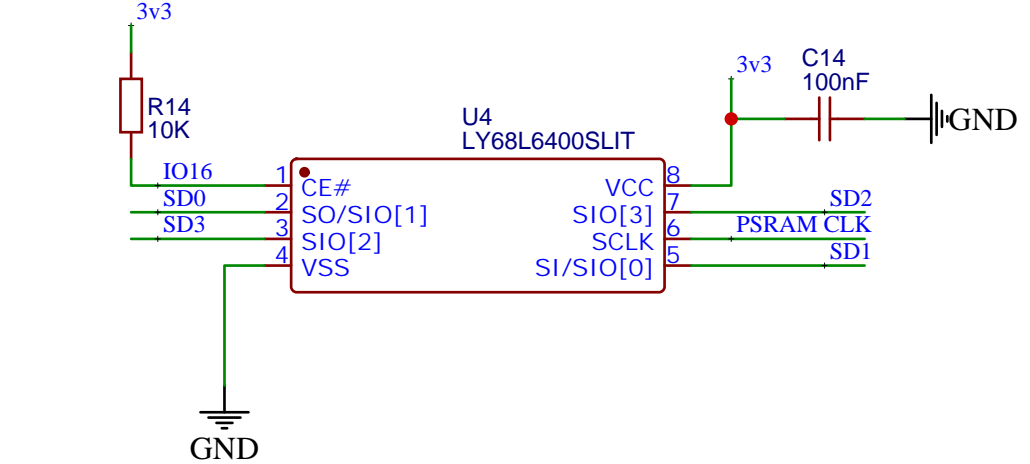 3v3
R14
10K
U4
LY68L6400SLIT
3v3
C14
100nF
GND
IO16 1 CE#
SD0 2 SO/SIO[1]
SD3 3 SIO[2]
4 VSS
VCC 8
SIO[3] 7 SD2
SCLK 6 PSRAM CLK
SI/SIO[0] 5 SD1
GND